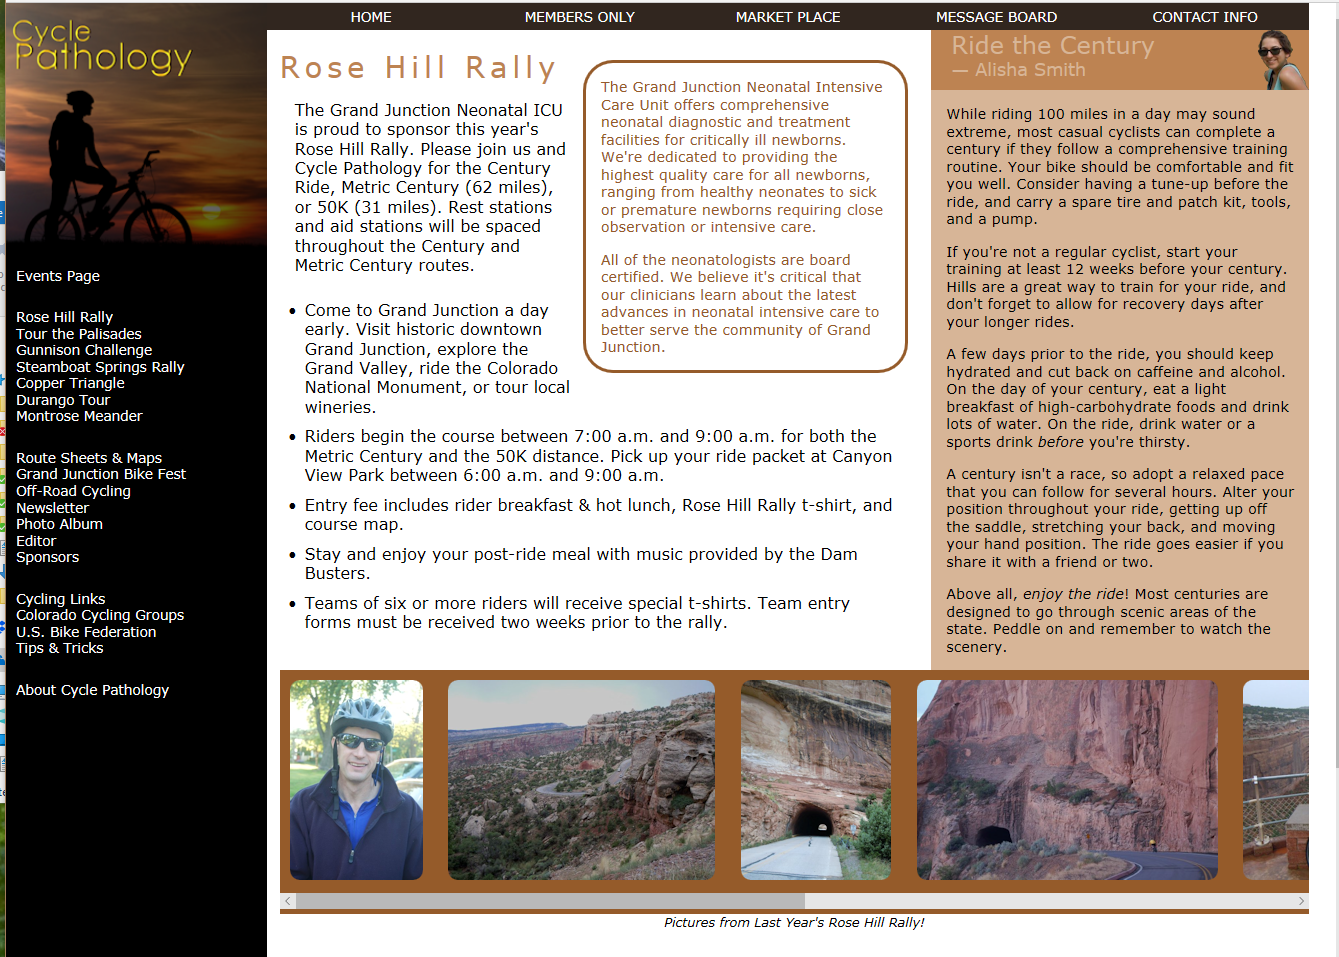 Cycle
Pathology
HOME
MEMBERS ONLY
MARKET PLACE
MESSAGE BOARD
CONTACT INFO
Events Page
Rose Hill Rally
Tour the Palisades
Gunnison Challenge
Steamboat Springs Rally
Copper Triangle
Durango Tour
Montrose Meander
Route Sheets & Maps
Grand Junction Bike Fest
Off-Road Cycling
Newsletter
Photo Album
Editor
Sponsors
Cycling Links
Colorado Cycling Groups
U.S. Bike Federation
Tips & Tricks
About Cycle Pathology
Rose Hill Rally
The Grand Junction Neonatal ICU
is proud to sponsor this year's
Rose Hill Rally. Please join us and
Cycle Pathology for the Century
Ride, Metric Century (62 miles),
or 50K (31 miles). Rest stations
and aid stations will be spaced
throughout the Century and
Metric Century routes.
The Grand Junction Neonatal Intensive
Care Unit offers comprehensive
neonatal diagnostic and treatment
facilities for critically ill newborns.
We're dedicated to providing the
highest quality care for all newborns,
ranging from healthy neonates to sick
or premature newborns requiring close
observation or intensive care.
All of the neonatologists are board
certified. We believe it's critical that
our clinicians learn about the latest
advances in neonatal intensive care to
better serve the community of Grand
Junction.
• Come to Grand Junction a day
early. Visit historic downtown
Grand Junction, explore the
Grand Valley, ride the Colorado
National Monument, or tour local
wineries.
• Riders begin the course between 7:00 a.m. and 9:00 a.m. for both the
Metric Century and the 50K distance. Pick up your ride packet at Canyon
View Park between 6:00 a.m. and 9:00 a.m.
• Entry fee includes rider breakfast & hot lunch, Rose Hill Rally t-shirt, and
course map.
• Stay and enjoy your post-ride meal with music provided by the Dam
Busters.
• Teams of six or more riders will receive special t-shirts. Team entry
forms must be received two weeks prior to the rally.
Ride the Century
— Alisha Smith
While riding 100 miles in a day may sound
extreme, most casual cyclists can complete a
century if they follow a comprehensive training
routine. Your bike should be comfortable and fit
you well. Consider having a tune-up before the
ride, and carry a spare tire and patch kit, tools,
and a pump.
If you're not a regular cyclist, start your
training at least 12 weeks before your century.
Hills are a great way to train for your ride, and
don't forget to allow for recovery days after
your longer rides.
A few days prior to the ride, you should keep
hydrated and cut back on caffeine and alcohol.
On the day of your century, eat a light
breakfast of high-carbohydrate foods and drink
lots of water. On the ride, drink water or a
sports drink before you're thirsty.
A century isn't a race, so adopt a relaxed pace
that you can follow for several hours. Alter your
position throughout your ride, getting up off
the saddle, stretching your back, and moving
your hand position. The ride goes easier if you
share it with a friend or two.
Above all, enjoy the ride! Most centuries are
designed to go through scenic areas of the
state. Peddle on and remember to watch the
scenery.
Pictures from Last Year's Rose Hill Rally!